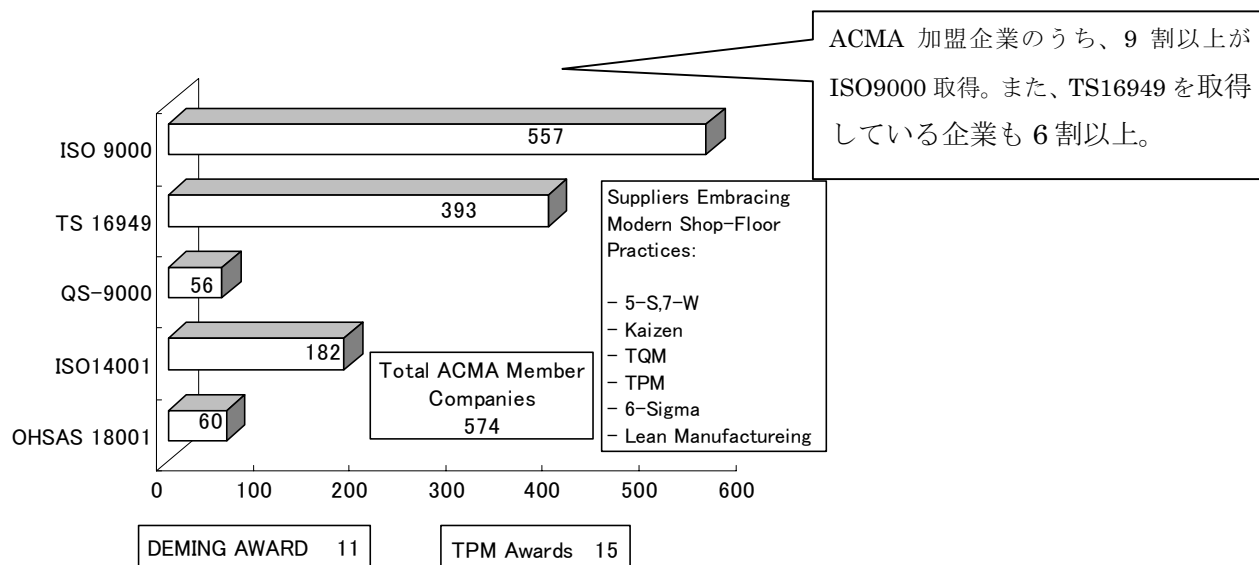 ACMA 加盟企業のうち、9 割以上が
ISO9000 取得。また、TS16949 を取得
している企業も 6 割以上。
ISO 9000
557
TS 16949
393
QS-9000
56
ISO14001
182
OHSAS 18001
60
Suppliers Embracing
Modern Shop-Floor
Practices:
- 5-S,7-W
- Kaizen
- TQM
- TPM
- 6-Sigma
- Lean Manufactureing
Total ACMA Member
Companies
574
0 100 200 300 400 500 600
DEMING AWARD 11
TPM Awards 15